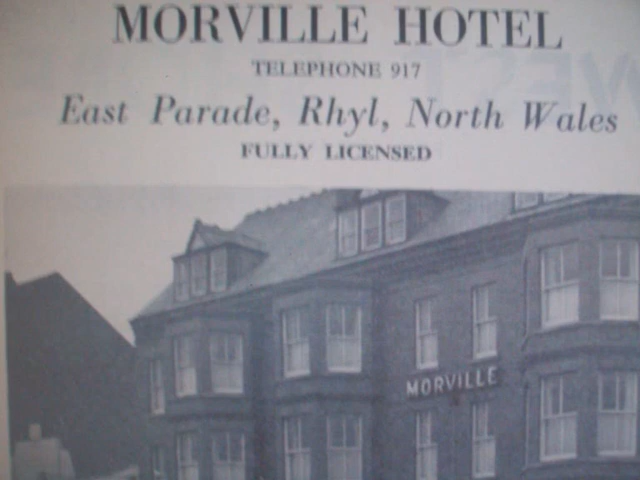 MORVILLE HOTEL
TELEPHONE 917
East Parade, Rhyl, North Wales
FULLY LICENSED
MORVILLE